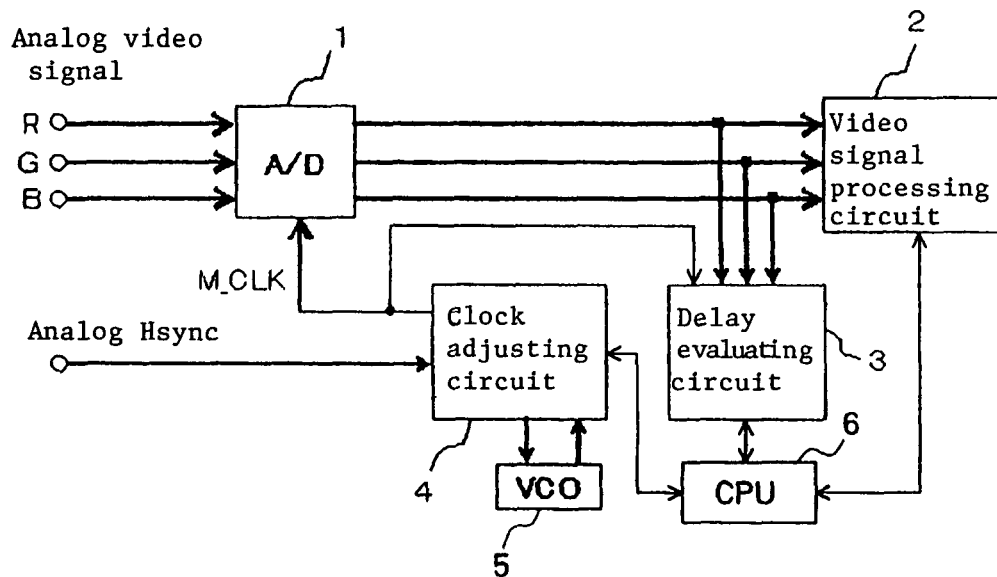 Analog video
signal
1
2
R
G
B
A/D
Video
signal
processing
circuit
M_CLK
Analog Hsync
Clock
adjusting
circuit
Delay
evaluating
circuit
3
4
VCO
5
6
CPU